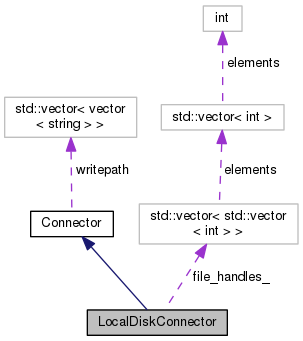 int
elements
std::vector< vector
< string > >
std::vector< int >
writepath
elements
Connector
std::vector< std::vector
< int > >
file_handles_
LocalDiskConnector